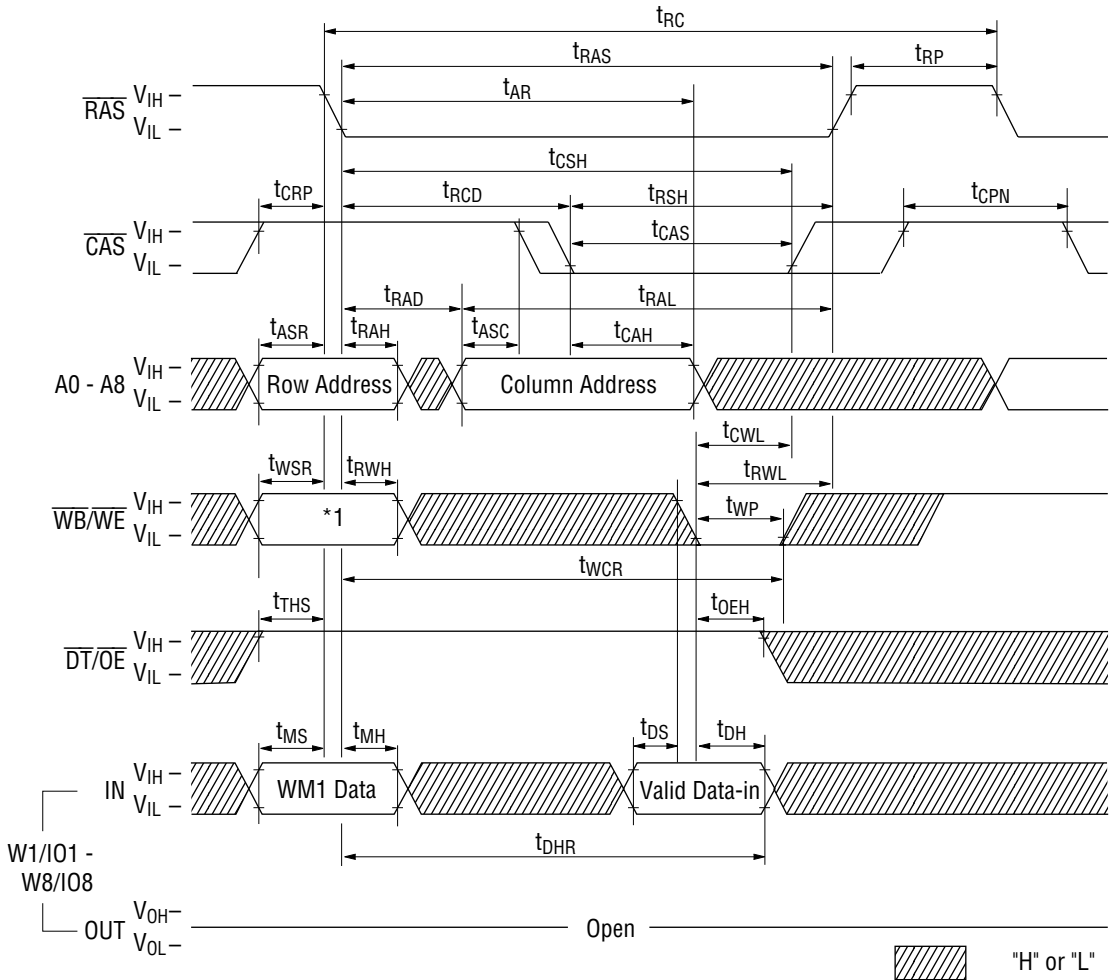 tRC
tRAS tRP
tAR
RAS VIH –
VIL –
tCSH
tCRP tRCD tRSH tCPN
CAS VIH –
VIL –
tCAS
tRAD tRAL
tASR tRAH tASC tCAH
A0 - A8 VIH –
VIL –
Row Address Column Address
tCWL
tWSR tRWH tRWL
WB/WE VIH –
VIL –
*1 tWP
tWCR
tTHS tOEH
DT/OE VIH –
VIL –
tMS tMH tDS tDH
IN VIH –
VIL –
WM1 Data Valid Data-in
tDHR
W1/IO1 -
W8/IO8
OUT VOH–
VOL–
Open
"H" or "L"